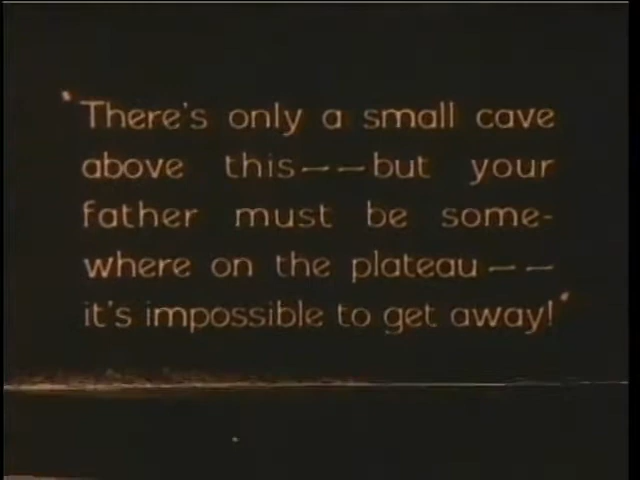 'There's only a small cave
above this——but your
father must be some-
where on the plateau——
it's impossible to get away!'